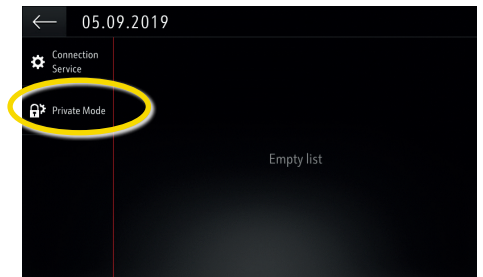 05.09.2019
Connection
Service
Private Mode
Empty list